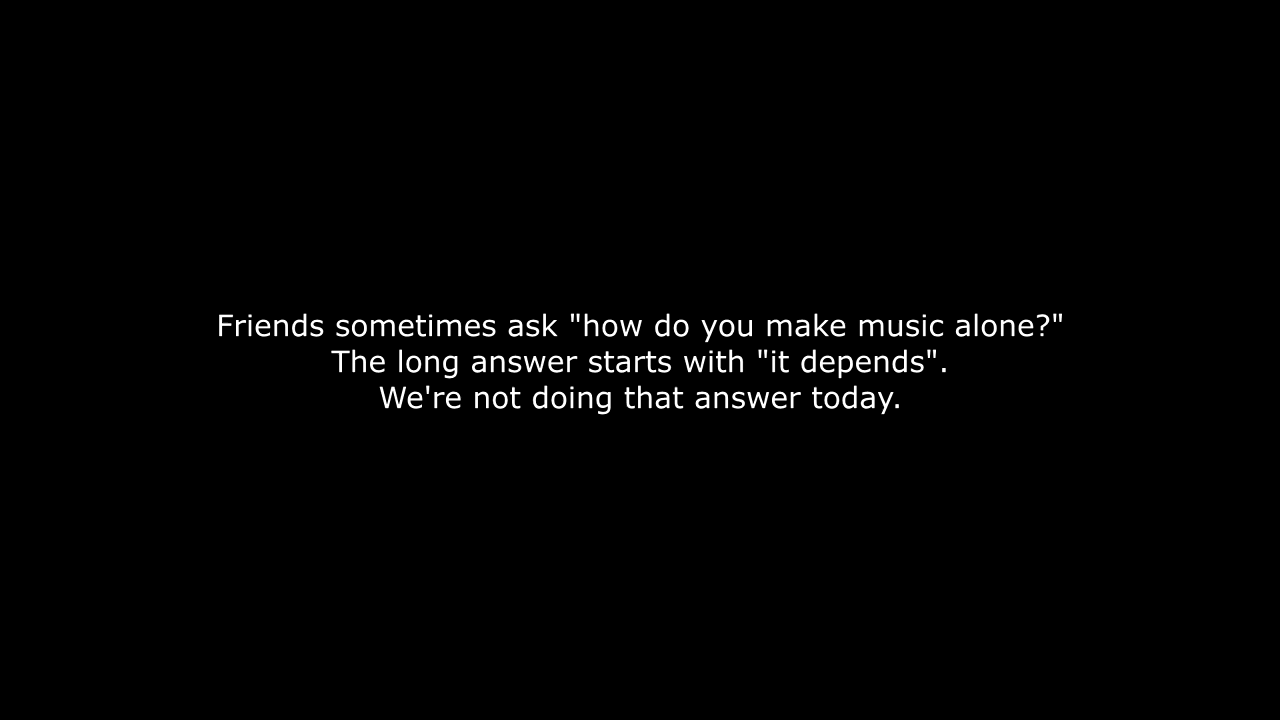 Friends sometimes ask "how do you make music alone?"
The long answer starts with "it depends".
We're not doing that answer today.